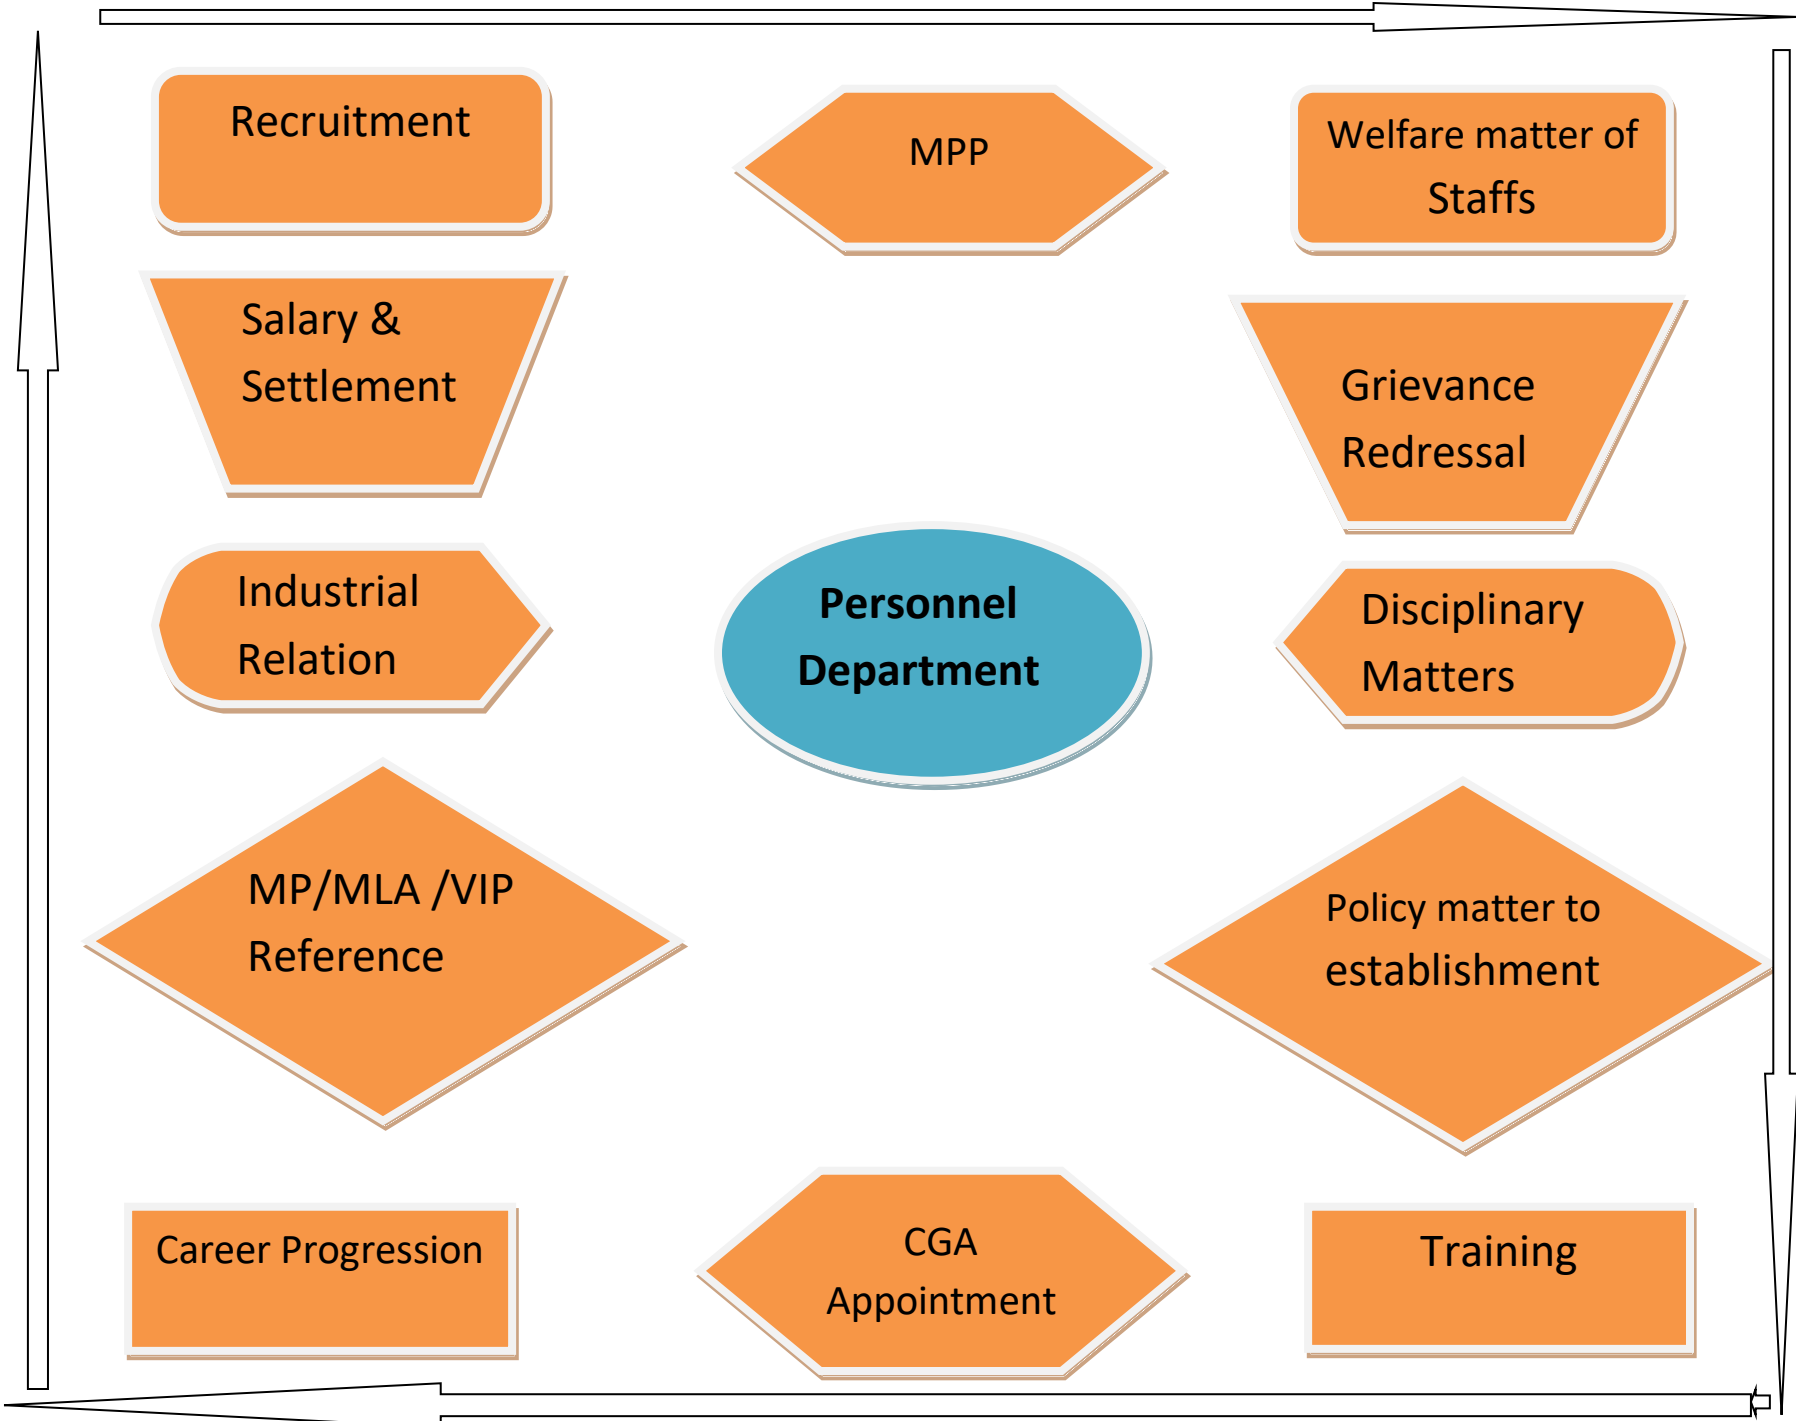 Recruitment
MPP
Welfare matter of
Staffs
Salary &
Settlement
Grievance
Redressal
Industrial
Relation
Personnel
Department
Disciplinary
Matters
MP/MLA /VIP
Reference
Policy matter to
establishment
Career Progression
CGA
Appointment
Training